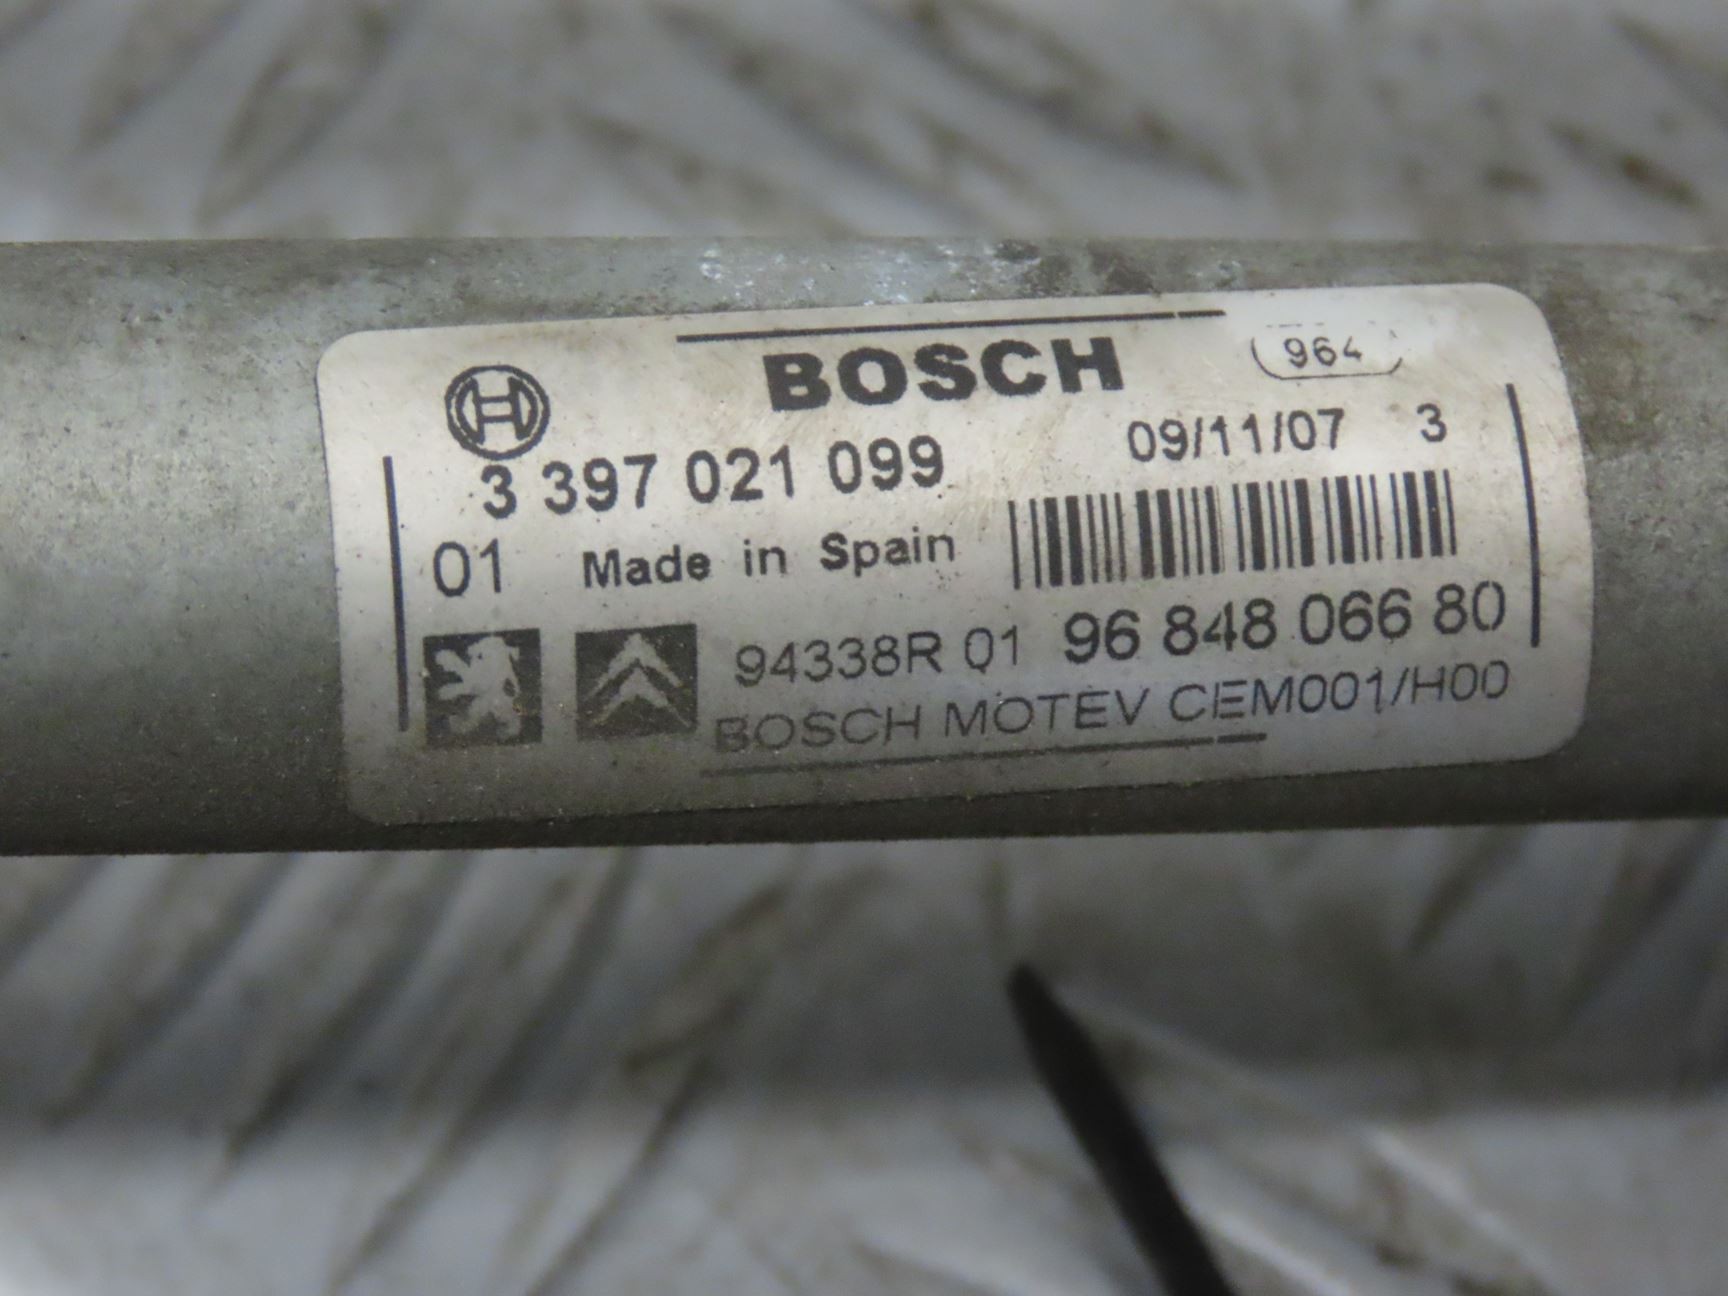 BOSCH 964
3 397 021 099 09/11/07 3
01 Made in Spain
94338R 01 96 848 066 80
BOSCH MOTEV CEM001/H00